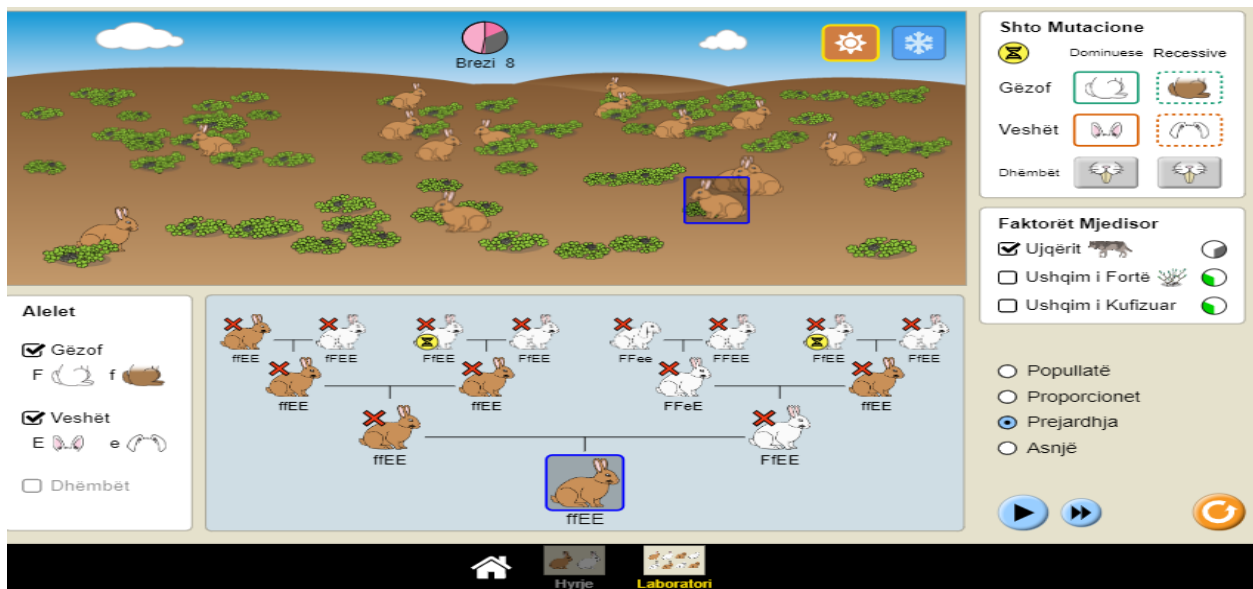 Brezi 8
Shto Mutacione
Dominuese Recessive
Gëzof
Veshët
Dhëmbët
Faktorët Mjedisor
Ujqërit
Ushqim i Fortë
Ushqim i Kufizuar
Alelet
Gëzof
F f
Veshët
E e
Dhëmbët
ffEE fFEE FfEE FfEE FFee FFEE FfEE FfEE
ffEE ffEE FFeE ffEE
ffEE FfEE
ffEE
Popullatë
Proporcionet
Prejardhja
Asnjë
Hyrje Laboratori